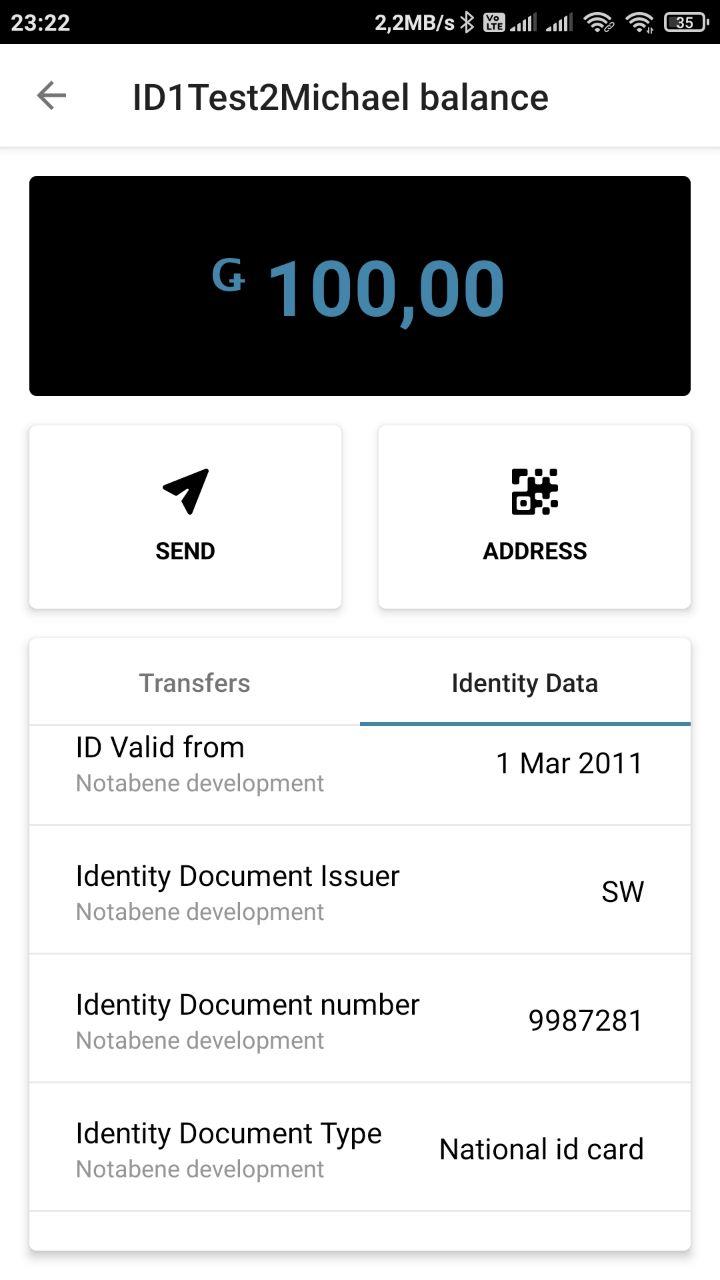 23:22 2,2MB/s Vo LTE 35
ID1Test2Michael balance
Ǥ 100,00
SEND
ADDRESS
Transfers
Identity Data
ID Valid from
Notabene development
1 Mar 2011
Identity Document Issuer
Notabene development
SW
Identity Document number
Notabene development
9987281
Identity Document Type
Notabene development
National id card